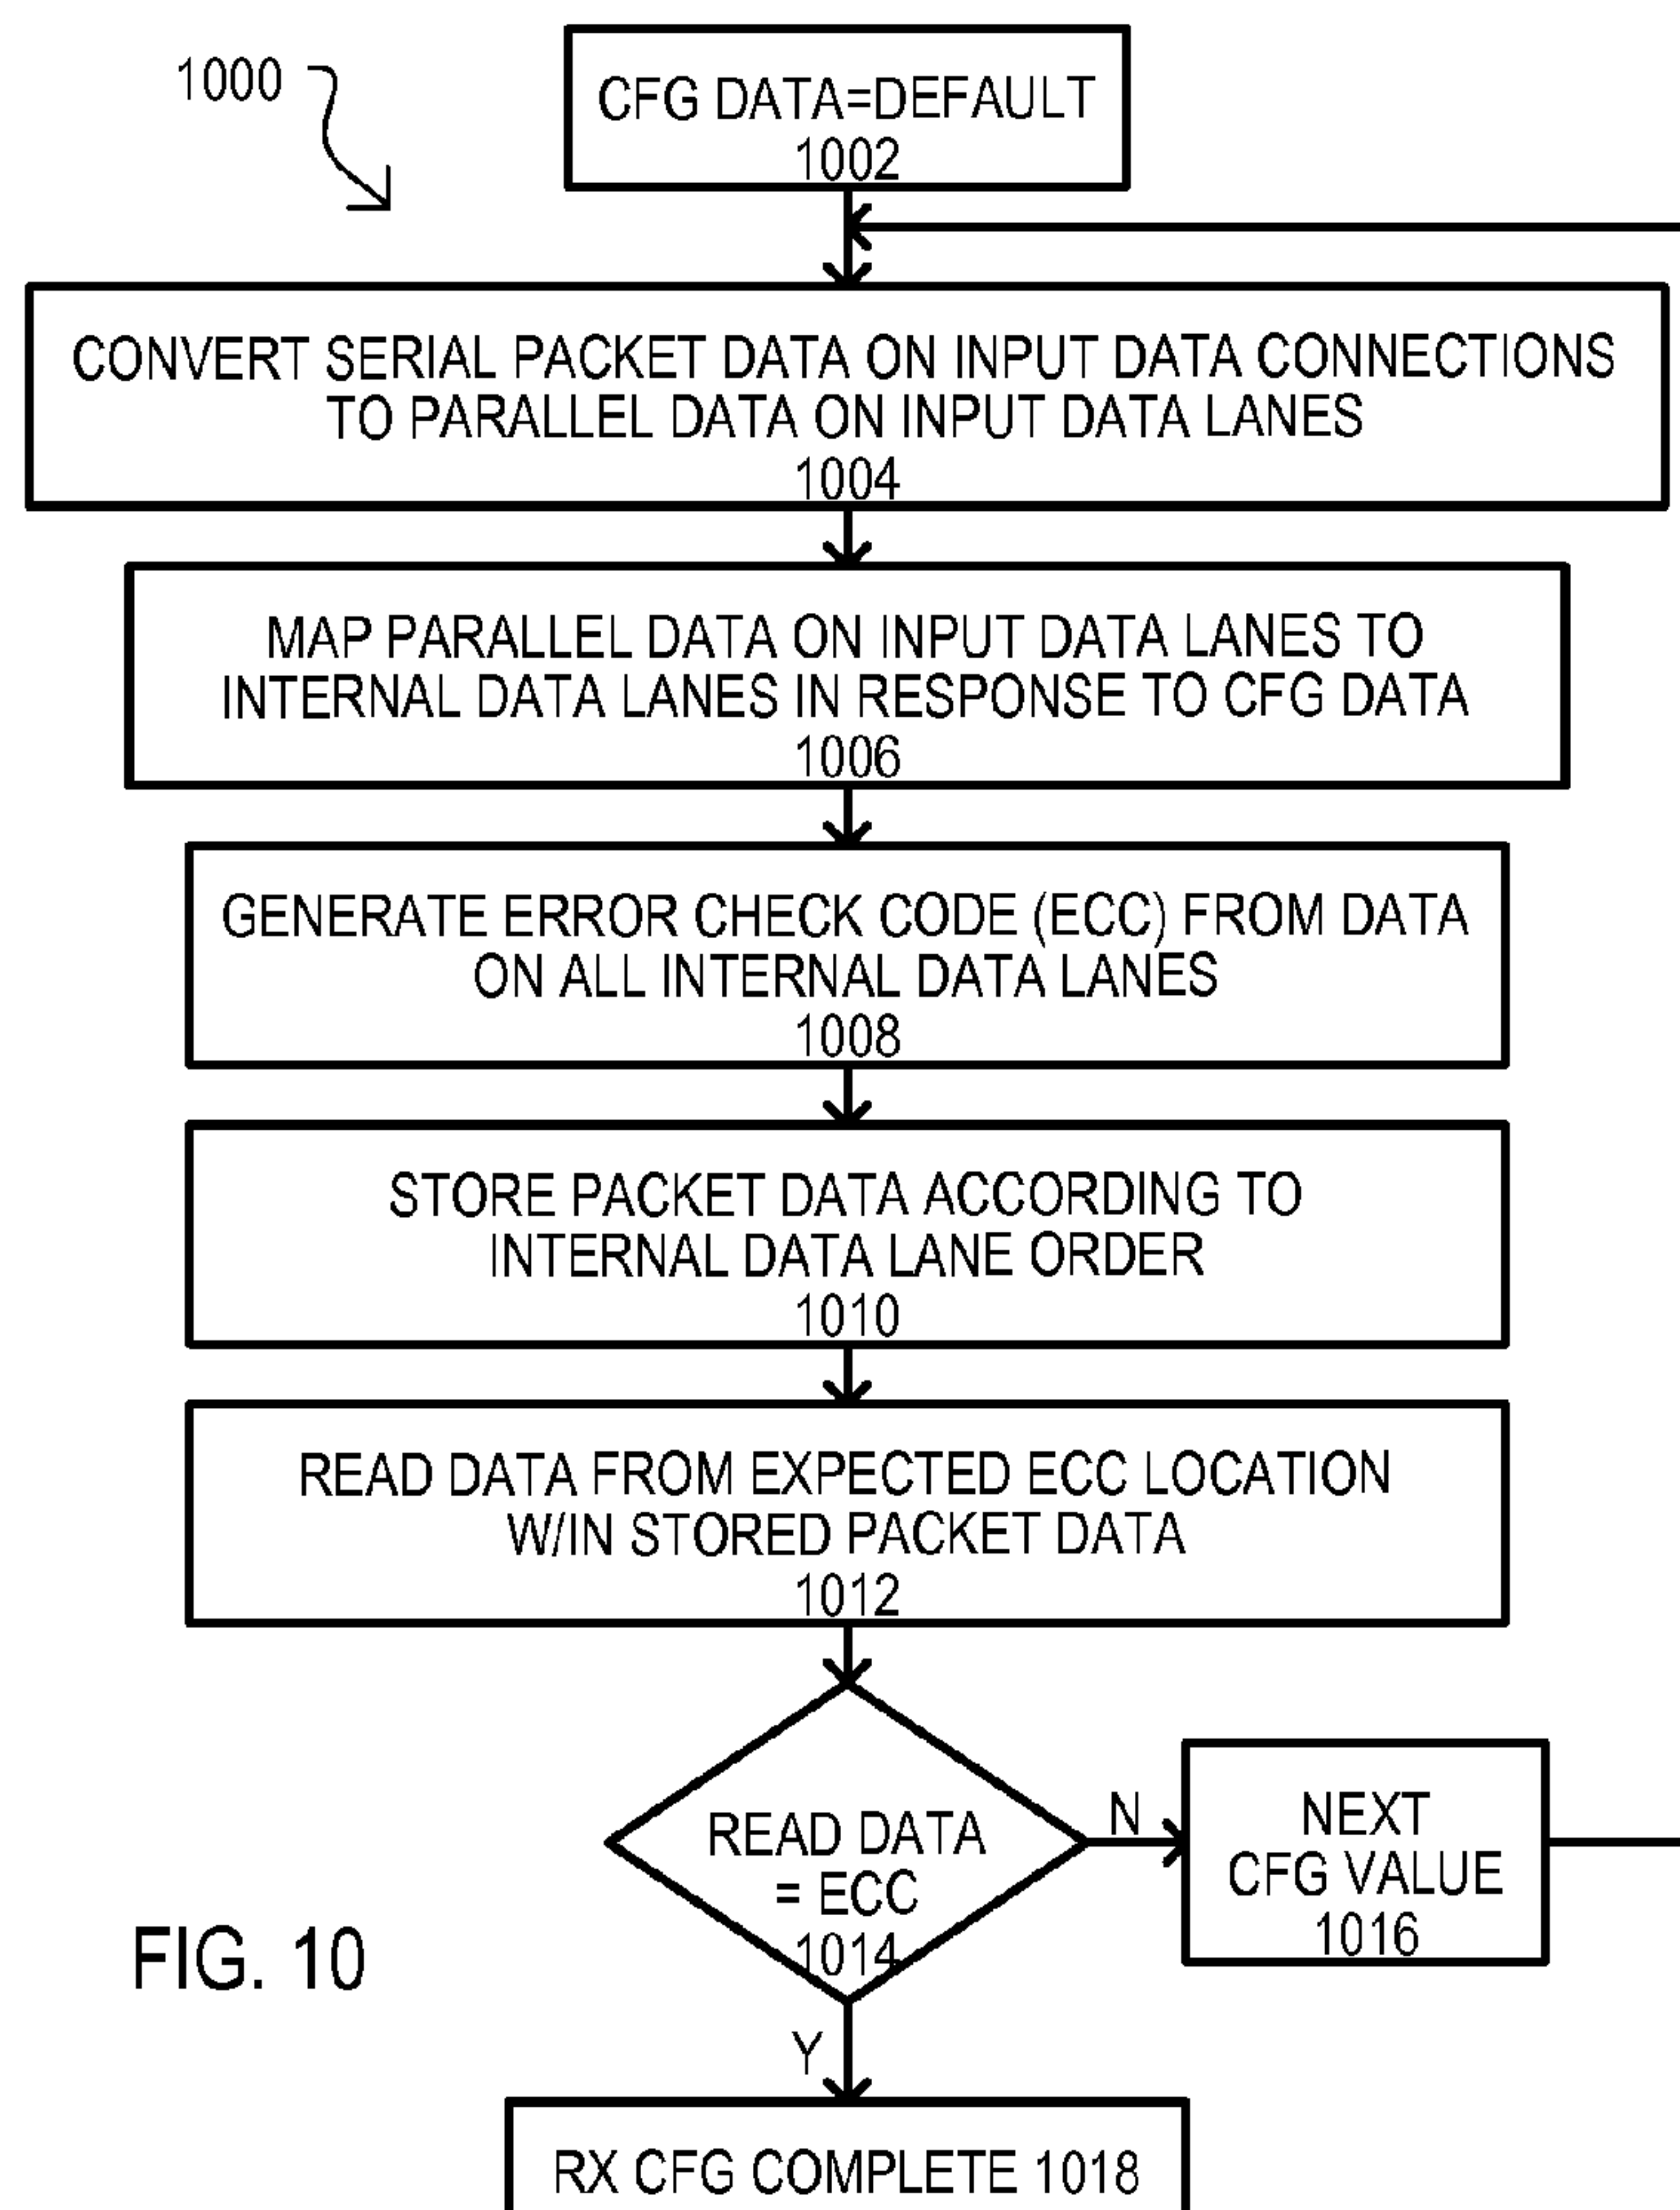 1000
CFG DATA=DEFAULT
1002
CONVERT SERIAL PACKET DATA ON INPUT DATA CONNECTIONS
TO PARALLEL DATA ON INPUT DATA LANES
1004
MAP PARALLEL DATA ON INPUT DATA LANES TO
INTERNAL DATA LANES IN RESPONSE TO CFG DATA
1006
GENERATE ERROR CHECK CODE (ECC) FROM DATA
ON ALL INTERNAL DATA LANES
1008
STORE PACKET DATA ACCORDING TO
INTERNAL DATA LANE ORDER
1010
READ DATA FROM EXPECTED ECC LOCATION
W/IN STORED PACKET DATA
1012
READ DATA
= ECC
1014
N
NEXT
CFG VALUE
1016
FIG. 10
Y
RX CFG COMPLETE 1018